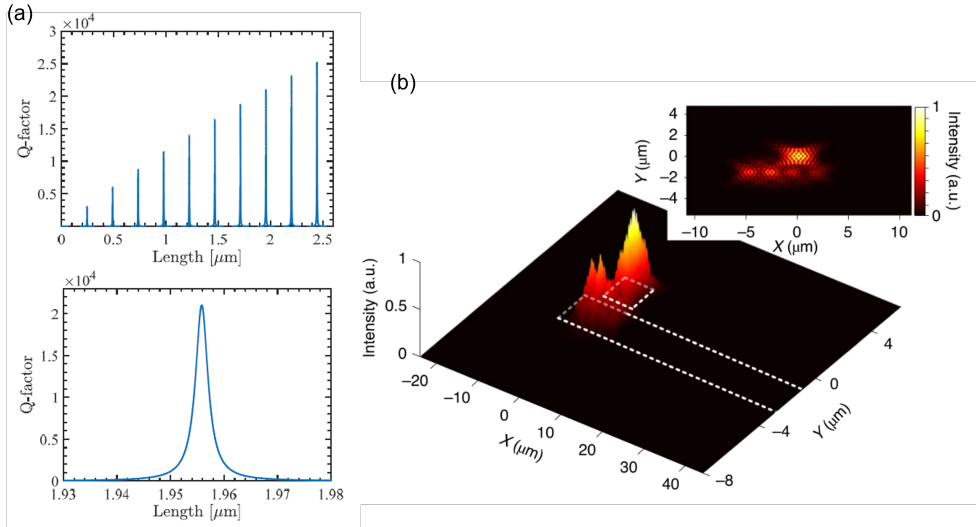 (a)
×10⁴
3
2.5
2
1.5
1
0.5
0
Q-factor
0 0.5 1 1.5 2 2.5
Length [μm]
×10⁴
2
1.5
1
0.5
0
Q-factor
1.93 1.94 1.95 1.96 1.97 1.98
Length [μm]
(b)
4
2
0
−2
−4
Y (μm)
−10 −5 0 5 10
X (μm)
1
0
Intensity (a.u.)
1
0.5
0
Intensity (a.u.)
−20
−10
0
10
20
30
40
X (μm)
4
0
−4
−8
Y (μm)